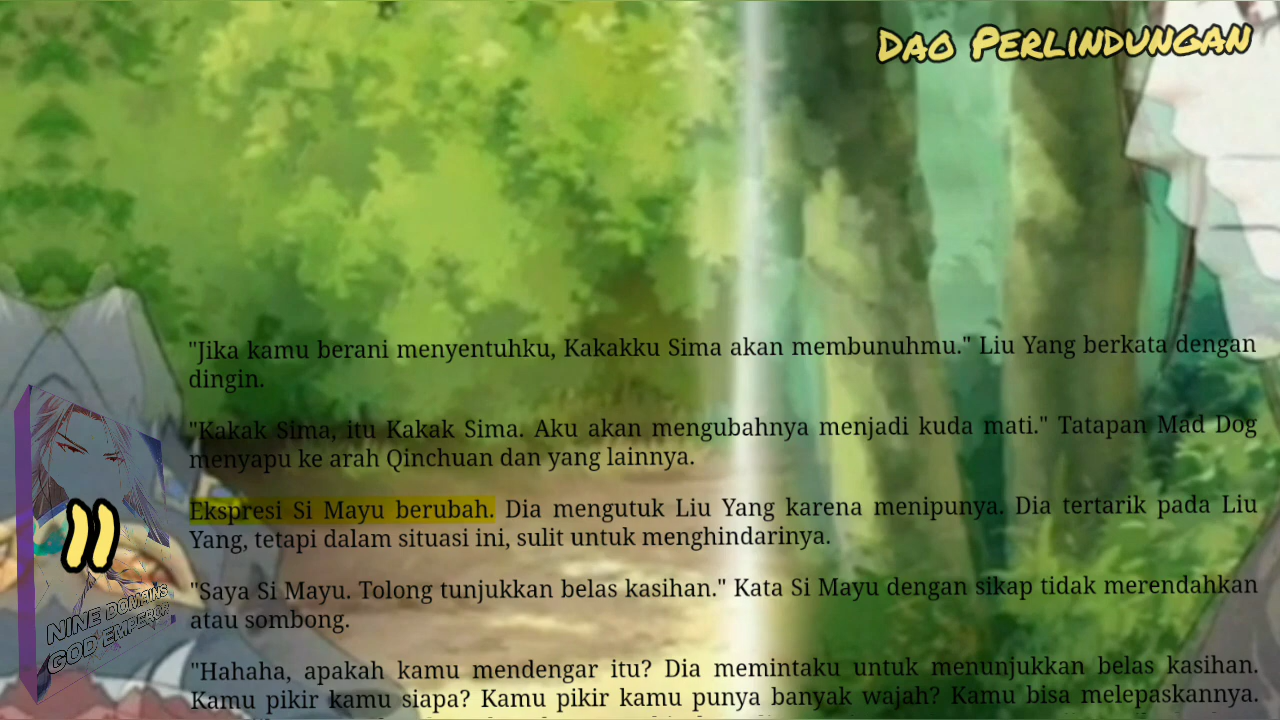 Dao Perlindungan
"Jika kamu berani menyentuhku, Kakakku Sima akan membunuhmu." Liu Yang berkata dengan
dingin.
"Kakak Sima, itu Kakak Sima. Aku akan mengubahnya menjadi kuda mati." Tatapan Mad Dog
menyapu ke arah Qinchuan dan yang lainnya.
Ekspresi Si Mayu berubah. Dia mengutuk Liu Yang karena menipunya. Dia tertarik pada Liu
Yang, tetapi dalam situasi ini, sulit untuk menghindarinya.
"Saya Si Mayu. Tolong tunjukkan belas kasihan." Kata Si Mayu dengan sikap tidak merendahkan
atau sombong.
"Hahaha, apakah kamu mendengar itu? Dia memintaku untuk menunjukkan belas kasihan.
Kamu pikir kamu siapa? Kamu pikir kamu punya banyak wajah? Kamu bisa melepaskannya.
NINE DOMAINS
GOD EMPEROR